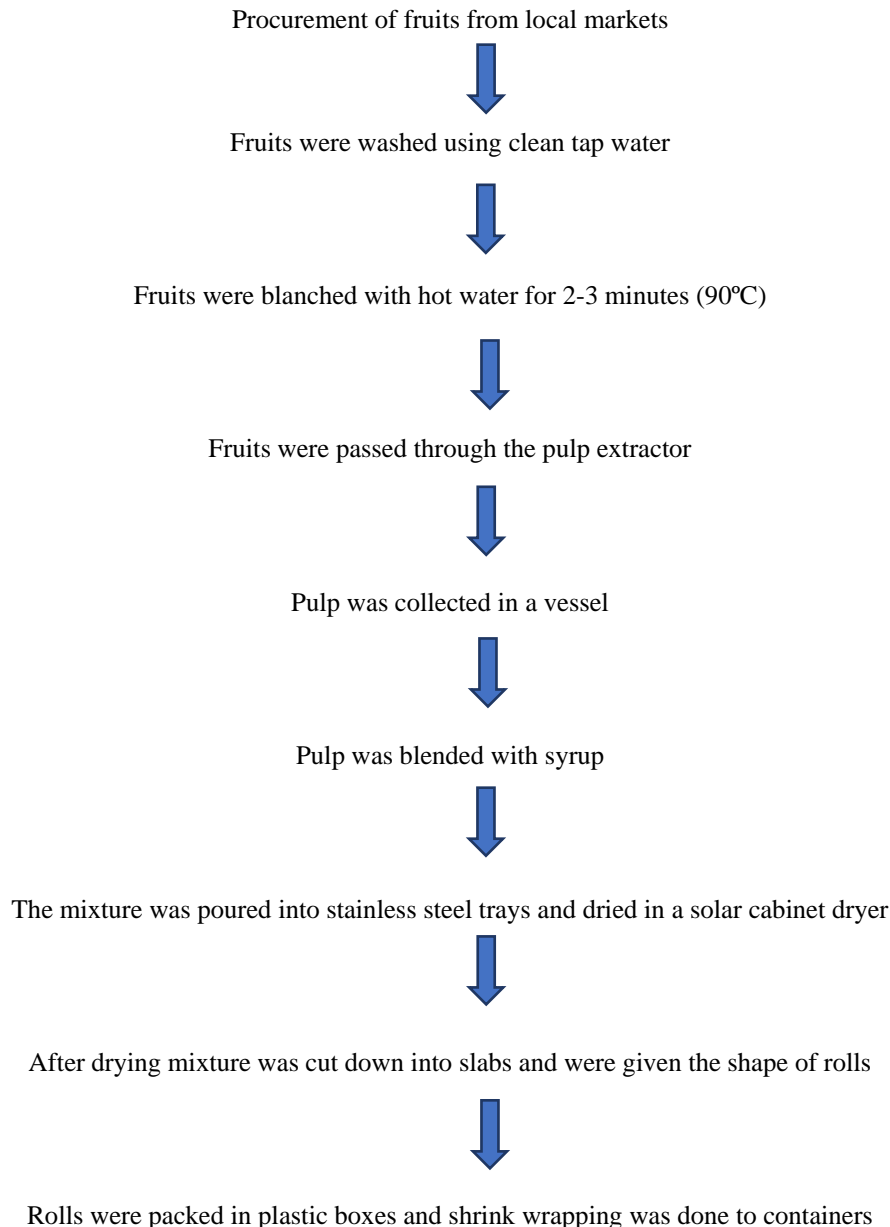 Procurement of fruits from local markets
Fruits were washed using clean tap water
Fruits were blanched with hot water for 2-3 minutes (90ºC)
Fruits were passed through the pulp extractor
Pulp was collected in a vessel
Pulp was blended with syrup
The mixture was poured into stainless steel trays and dried in a solar cabinet dryer
After drying mixture was cut down into slabs and were given the shape of rolls
Rolls were packed in plastic boxes and shrink wrapping was done to containers